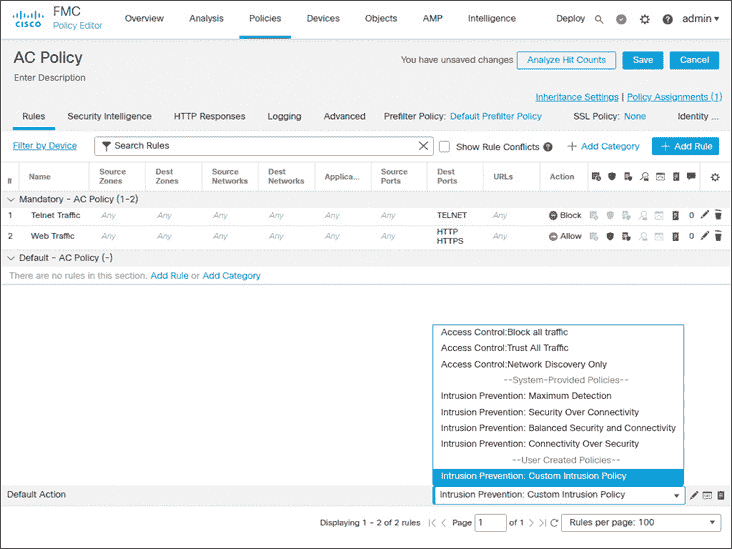 CISCO
FMC
Policy Editor
Overview Analysis Policies Devices Objects AMP Intelligence Deploy admin
AC Policy
You have unsaved changes Analyze Hit Counts Save Cancel
Enter Description
Inheritance Settings | Policy Assignments (1)
Rules Security Intelligence HTTP Responses Logging Advanced Prefilter Policy: Default Prefilter Policy SSL Policy: None Identity ...
Filter by Device Search Rules Show Rule Conflicts + Add Category + Add Rule
# Name Source Zones Dest Zones Source Networks Dest Networks Applica... Source Ports Dest Ports URLs Action
Mandatory - AC Policy (1-2)
1 Telnet Traffic Any Any Any Any Any Any TELNET Any Block 0
2 Web Traffic Any Any Any Any Any Any HTTP HTTPS Any Allow 0
Default - AC Policy (-)
There are no rules in this section. Add Rule or Add Category
Access Control:Block all traffic
Access Control:Trust All Traffic
Access Control:Network Discovery Only
--System-Provided Policies--
Intrusion Prevention: Maximum Detection
Intrusion Prevention: Security Over Connectivity
Intrusion Prevention: Balanced Security and Connectivity
Intrusion Prevention: Connectivity Over Security
--User Created Policies--
Intrusion Prevention: Custom Intrusion Policy
Default Action Intrusion Prevention: Custom Intrusion Policy
Displaying 1 - 2 of 2 rules |< < Page 1 of 1 > >| Rules per page: 100